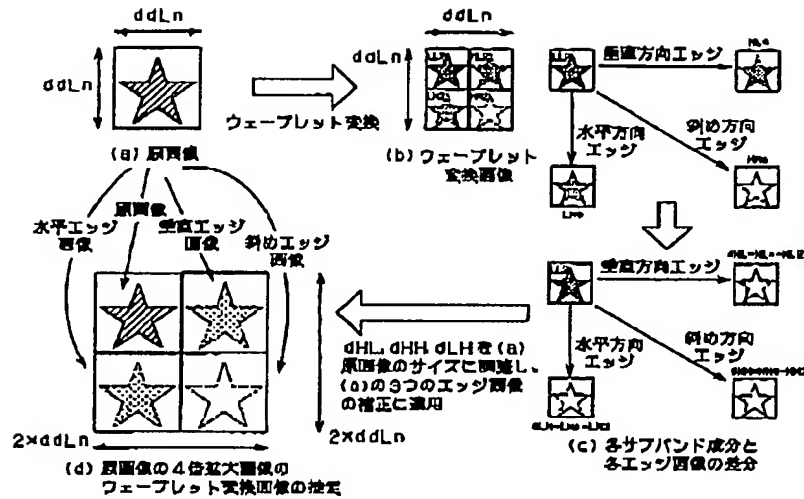 ddLn
ddLn
(a) 原画像
ウェーブレット変換
ddLn
ddLn
(b) ウェーブレット
変換画像
垂直方向エッジ
水平方向
エッジ
斜め方向
エッジ
水平エッジ
画像
原画像
垂直エッジ
画像
斜めエッジ
画像
垂直方向エッジ
水平方向
エッジ
斜め方向
エッジ
dHL, dHH, dLHを(a)
原画像のサイズに調整し、
(a)の3つのエッジ画像
の補正に適用
2×ddLn
2×ddLn
(c) 各サブバンド成分と
各エッジ画像の差分
(d) 原画像の4倍拡大画像の
ウェーブレット変換画像の推定